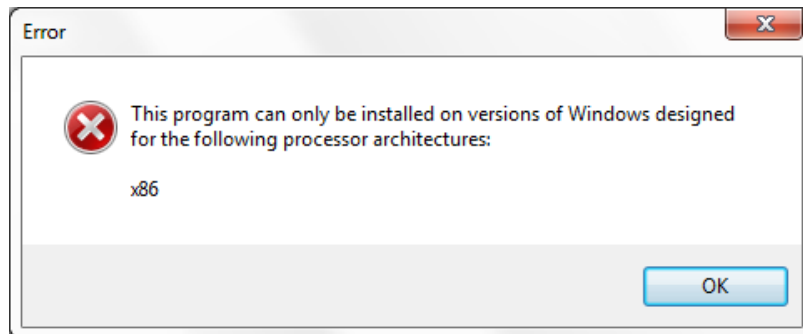 Error
This program can only be installed on versions of Windows designed
for the following processor architectures:
x86
OK